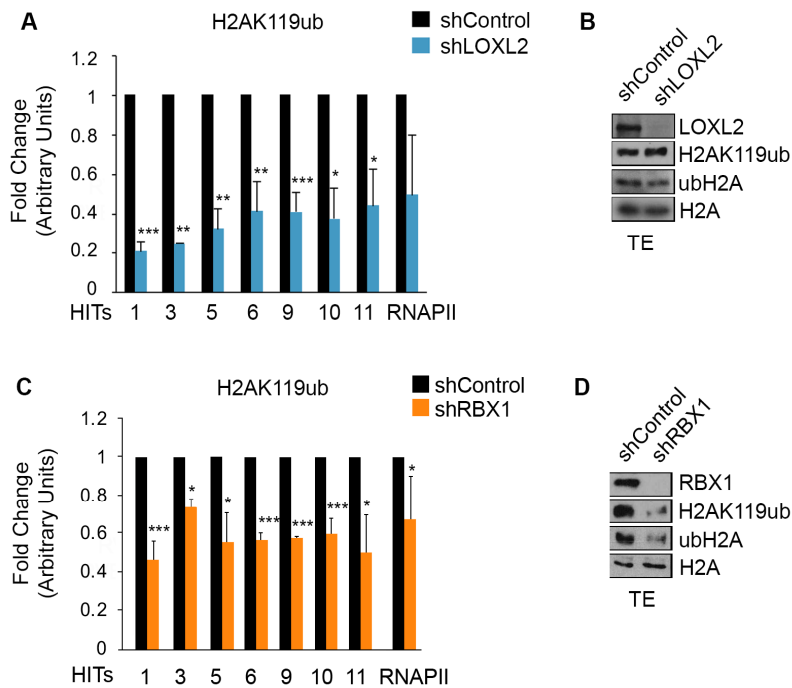 A
H2AK119ub
shControl
shLOXL2
Fold Change
(Arbitrary Units)
1.2
1
0.8
0.6
0.4
0.2
0
*** ** ** ** *** * *
HITs 1 3 5 6 9 10 11 RNAPII
B
shControl
shLOXL2
LOXL2
H2AK119ub
ubH2A
H2A
TE
C
H2AK119ub
shControl
shRBX1
Fold Change
(Arbitrary Units)
1.2
1
0.8
0.6
0.4
0.2
0
*** * * *** *** *** * *
HITs 1 3 5 6 9 10 11 RNAPII
D
shControl
shRBX1
RBX1
H2AK119ub
ubH2A
H2A
TE